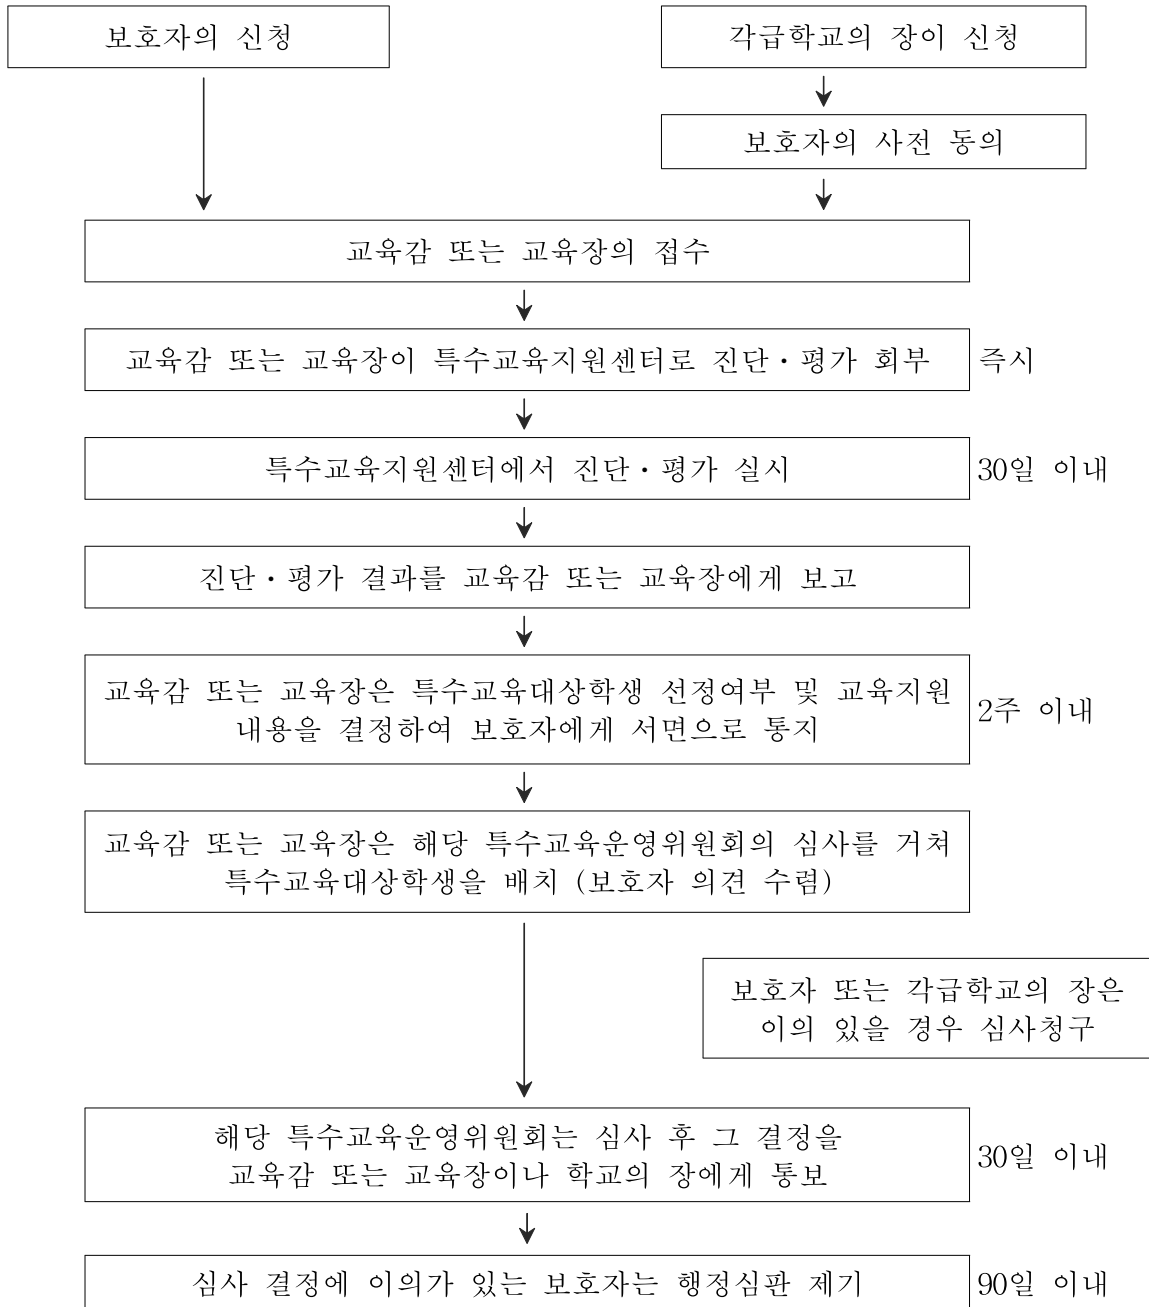 보호자의 신청
각급학교의 장이 신청
보호자의 사전 동의
교육감 또는 교육장의 접수
교육감 또는 교육장이 특수교육지원센터로 진단・평가 회부
즉시
특수교육지원센터에서 진단・평가 실시
30일 이내
진단・평가 결과를 교육감 또는 교육장에게 보고
교육감 또는 교육장은 특수교육대상학생 선정여부 및 교육지원
내용을 결정하여 보호자에게 서면으로 통지
2주 이내
교육감 또는 교육장은 해당 특수교육운영위원회의 심사를 거쳐
특수교육대상학생을 배치 (보호자 의견 수렴)
보호자 또는 각급학교의 장은
이의 있을 경우 심사청구
해당 특수교육운영위원회는 심사 후 그 결정을
교육감 또는 교육장이나 학교의 장에게 통보
30일 이내
심사 결정에 이의가 있는 보호자는 행정심판 제기
90일 이내